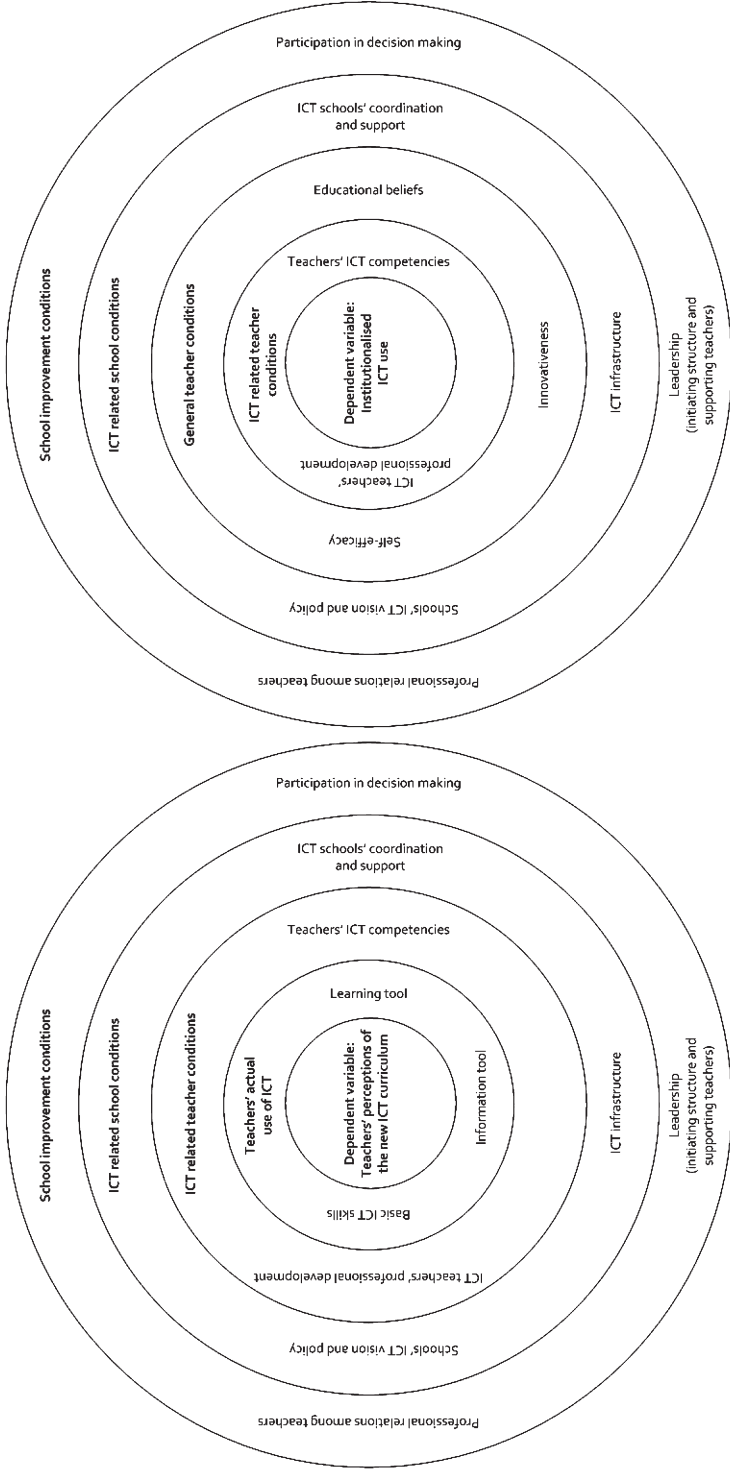 School improvement conditions
Participation in decision making
Leadership
(initiating structure and
supporting teachers)
Professional relations among teachers
ICT related school conditions
ICT schools' coordination
and support
ICT infrastructure
Schools' ICT vision and policy
ICT related teacher conditions
Teachers' ICT competencies
ICT teachers' professional development
Teachers' actual
use of ICT
Learning tool
Information tool
Basic ICT skills
Dependent variable:
Teachers' perceptions of
the new ICT curriculum
School improvement conditions
Participation in decision making
Leadership
(initiating structure and
supporting teachers)
Professional relations among teachers
ICT related school conditions
ICT schools' coordination
and support
ICT infrastructure
Schools' ICT vision and policy
General teacher conditions
Educational beliefs
Innovativeness
Self-efficacy
ICT related teacher
conditions
Teachers' ICT competencies
ICT teachers'
professional development
Dependent variable:
Institutionalised
ICT use